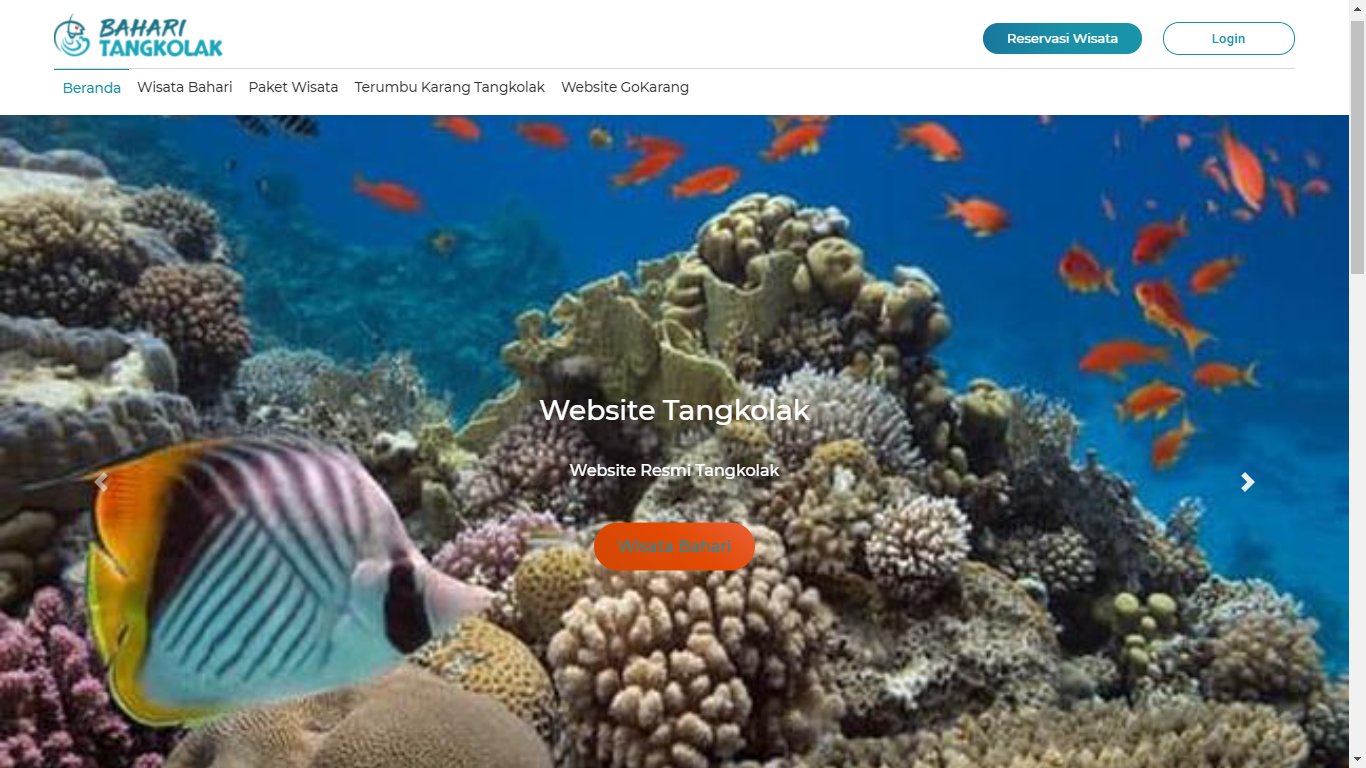 BAHARI
TANGKOLAK
Reservasi Wisata
Login
Beranda
Wisata Bahari
Paket Wisata
Terumbu Karang Tangkolak
Website GoKarang
Website Tangkolak
Website Resmi Tangkolak
Wisata Bahari